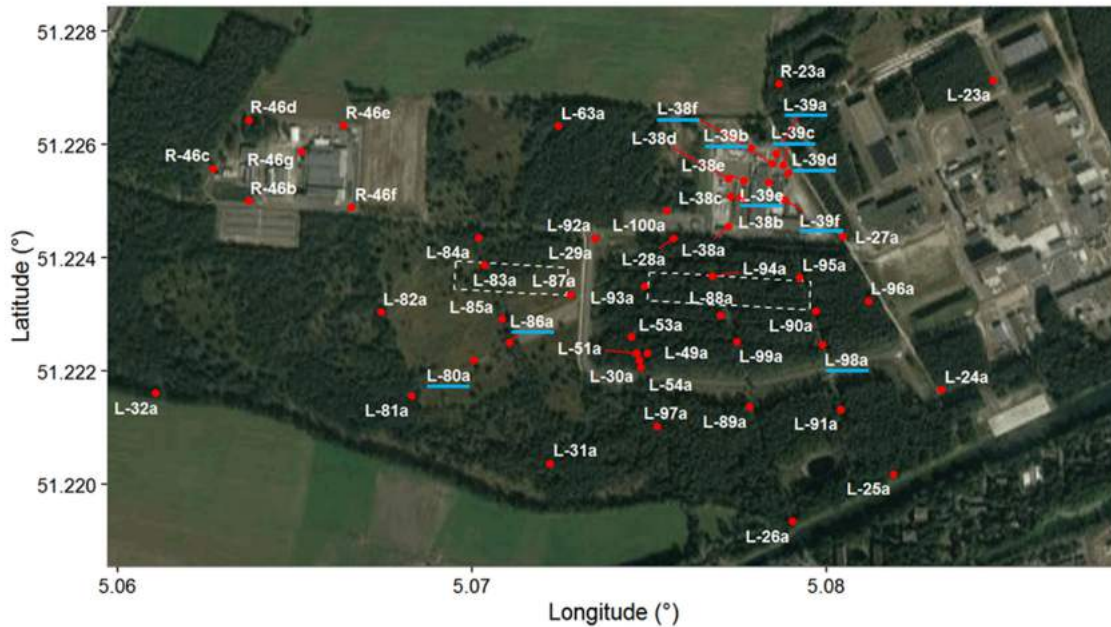 51.228
51.226
51.224
51.222
51.220
Latitude (°)
5.06
5.07
5.08
Longitude (°)
R-46d
R-46e
R-46c
R-46g
R-46b
R-46f
L-63a
R-23a
L-23a
L-38f
L-39a
L-38d
L-39b
L-39c
L-38e
L-39d
L-38c
L-39e
L-92a
L-100a
L-38b
L-39f
L-84a
L-29a
L-28a
L-38a
L-27a
L-83a
L-87a
L-94a
L-95a
L-82a
L-85a
L-93a
L-88a
L-96a
L-86a
L-53a
L-90a
L-51a
L-49a
L-99a
L-98a
L-80a
L-30a
L-54a
L-32a
L-81a
L-97a
L-89a
L-91a
L-24a
L-31a
L-25a
L-26a